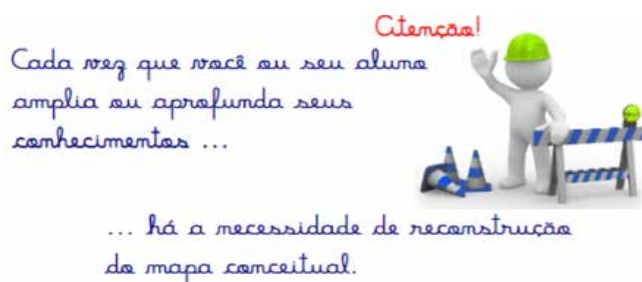 Atenção!
Cada vez que você ou seu aluno
amplia ou aprofunda seus
conhecimentos ...
... há a necessidade de reconstrução
do mapa conceitual.